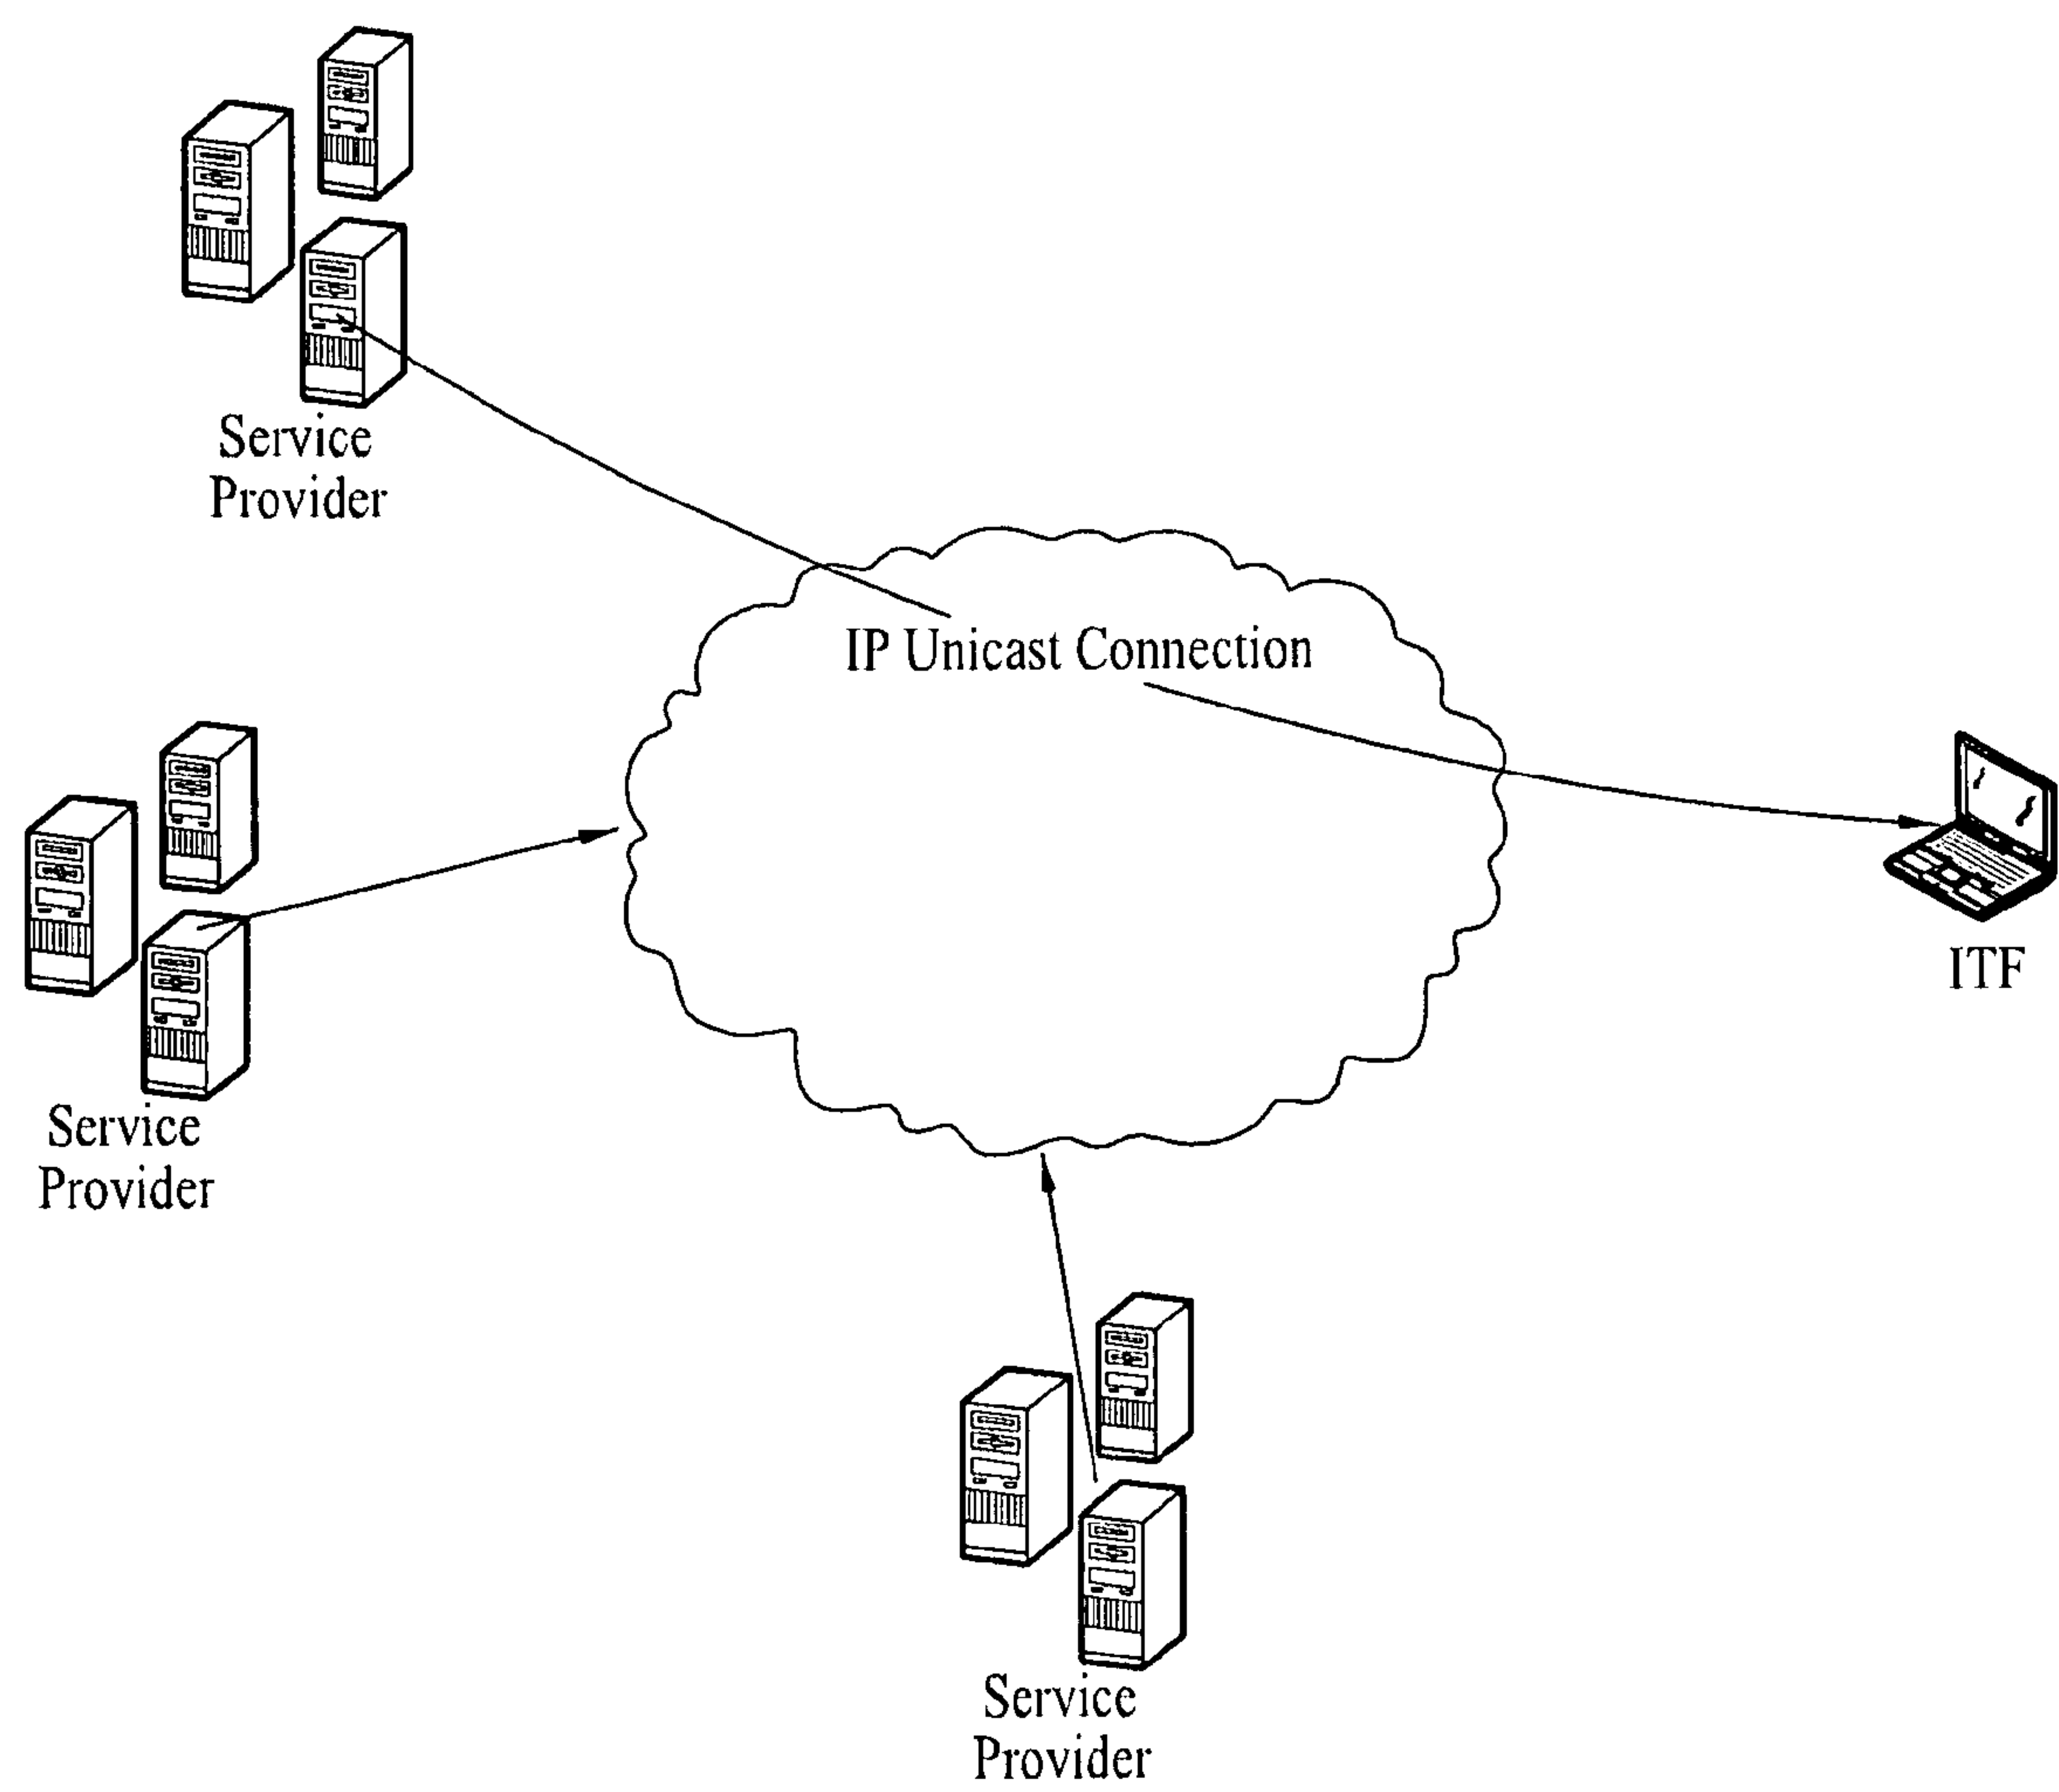 Service
Provider
IP Unicast Connection
ITF
Service
Provider
Service
Provider